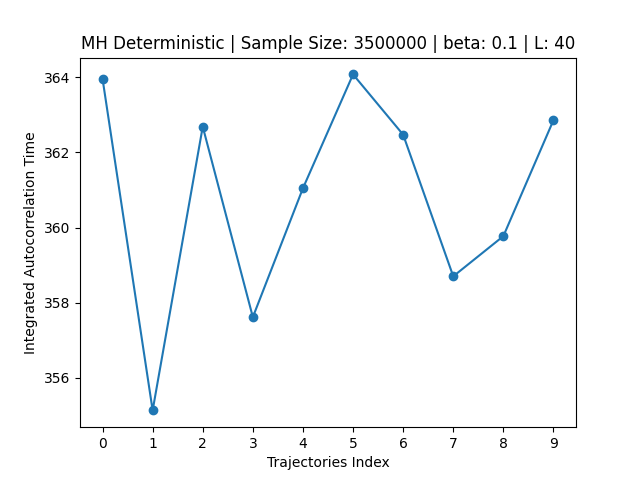 MH Deterministic | Sample Size: 3500000 | beta: 0.1 | L: 40
Integrated Autocorrelation Time
364
362
360
358
356
0 1 2 3 4 5 6 7 8 9
Trajectories Index